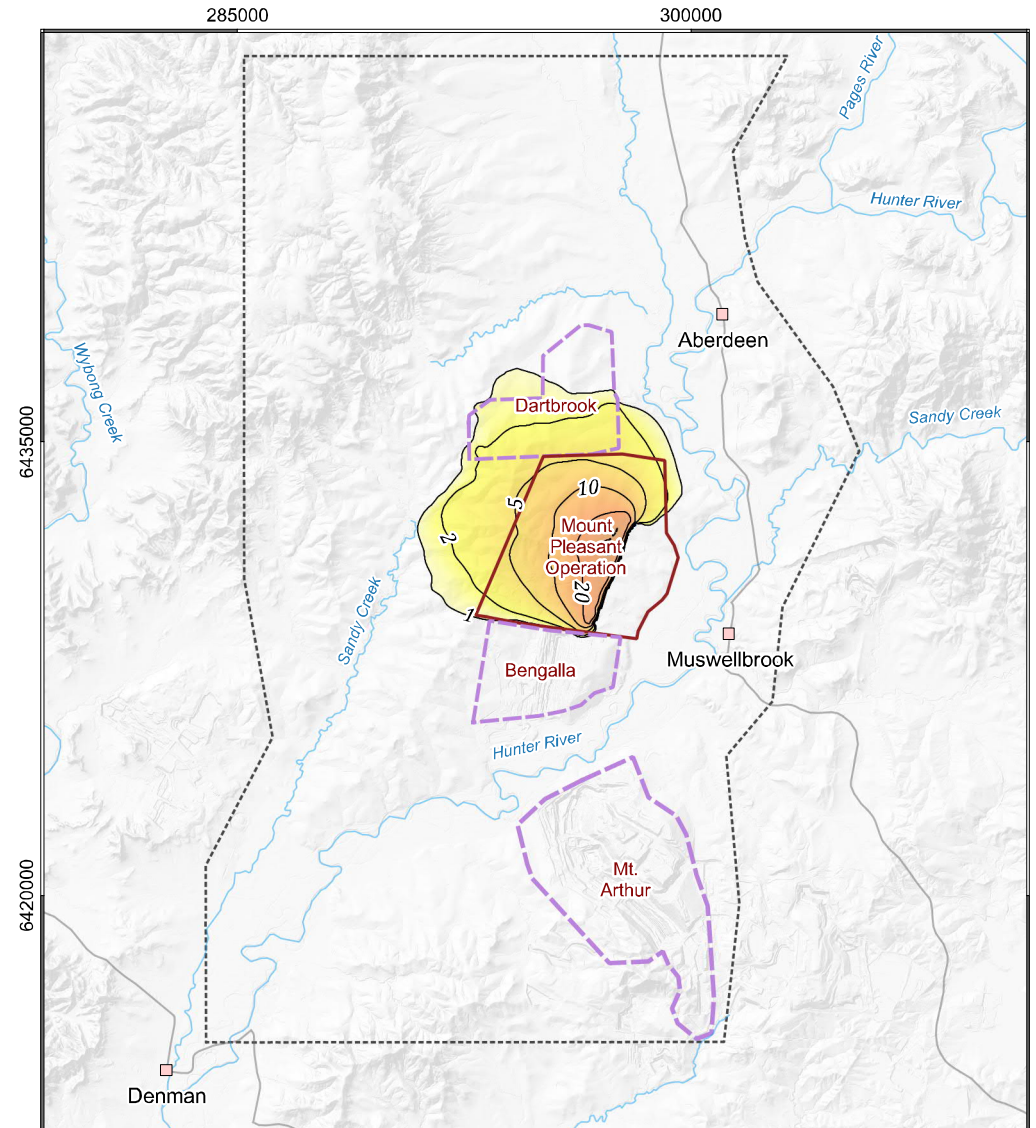 285000
300000
Pages River
Hunter River
Aberdeen
Wybong Creek
Dartbrook
Sandy Creek
6435000
10
5
2
Mount
Pleasant
Operation
20
1
Sandy Creek
Muswellbrook
Bengalla
Hunter River
Mt.
Arthur
6420000
Denman